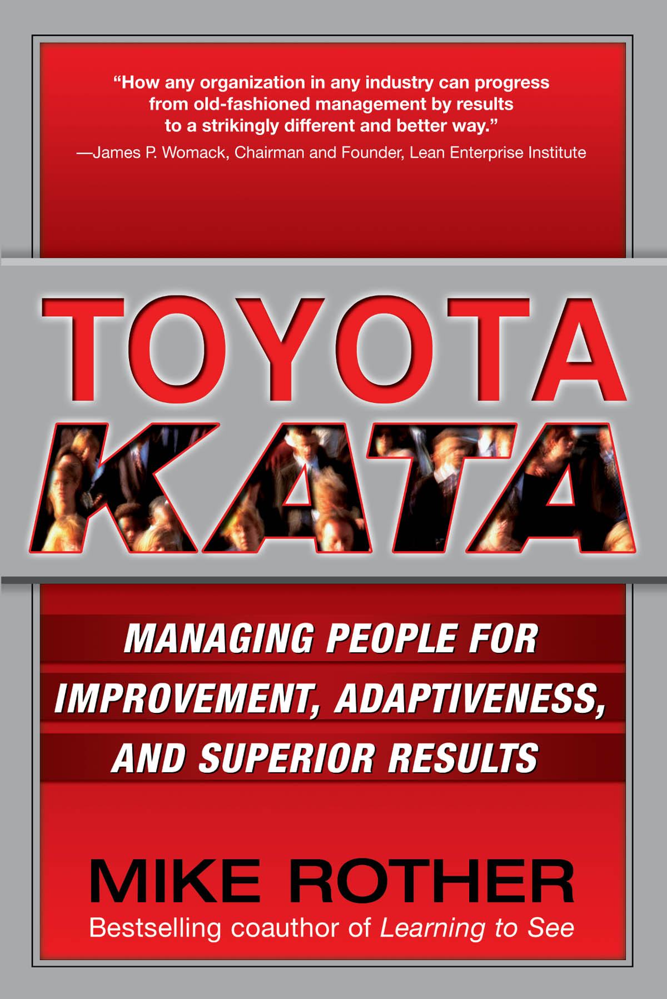 “How any organization in any industry can progress
from old-fashioned management by results
to a strikingly different and better way.”
—James P. Womack, Chairman and Founder, Lean Enterprise Institute
TOYOTA
KATA
MANAGING PEOPLE FOR
IMPROVEMENT, ADAPTIVENESS,
AND SUPERIOR RESULTS
MIKE ROTHER
Bestselling coauthor of Learning to See